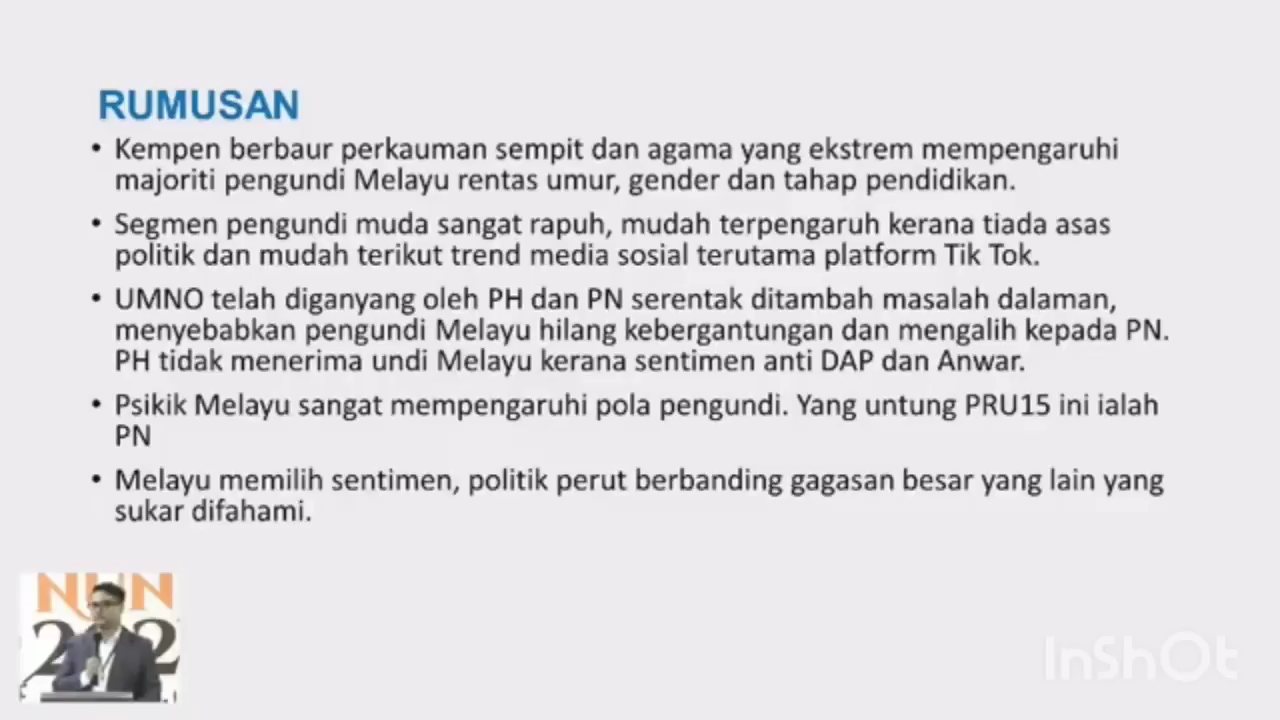 RUMUSAN
• Kempen berbaur perkauman sempit dan agama yang ekstrem mempengaruhi
majoriti pengundi Melayu rentas umur, gender dan tahap pendidikan.
• Segmen pengundi muda sangat rapuh, mudah terpengaruh kerana tiada asas
politik dan mudah terikut trend media sosial terutama platform Tik Tok.
• UMNO telah diganyang oleh PH dan PN serentak ditambah masalah dalaman,
menyebabkan pengundi Melayu hilang kebergantungan dan mengalih kepada PN.
PH tidak menerima undi Melayu kerana sentimen anti DAP dan Anwar.
• Psikik Melayu sangat mempengaruhi pola pengundi. Yang untung PRU15 ini ialah
PN
• Melayu memilih sentimen, politik perut berbanding gagasan besar yang lain yang
sukar difahami.
InShOt